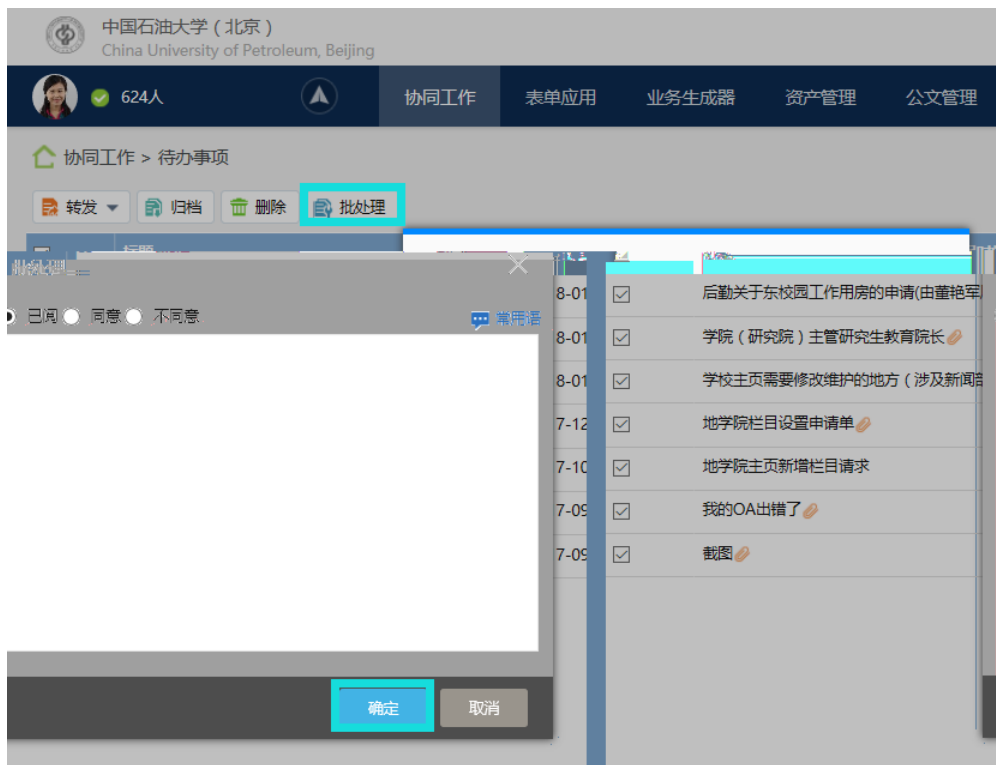 中国石油大学（北京）
China University of Petroleum, Beijing
624人
协同工作 表单应用 业务生成器 资产管理 公文管理
协同工作 > 待办事项
转发 归档 删除 批处理
标题
8-01 后勤关于东校园工作用房的申请(由董艳军
已阅 同意 不同意 常用语
8-01 学院（研究院）主管研究生教育院长
8-01 学校主页需要修改维护的地方（涉及新闻
7-12 地学院栏目设置申请单
7-10 地学院主页新增栏目请求
7-09 我的OA出错了
7-09 截图
确定 取消